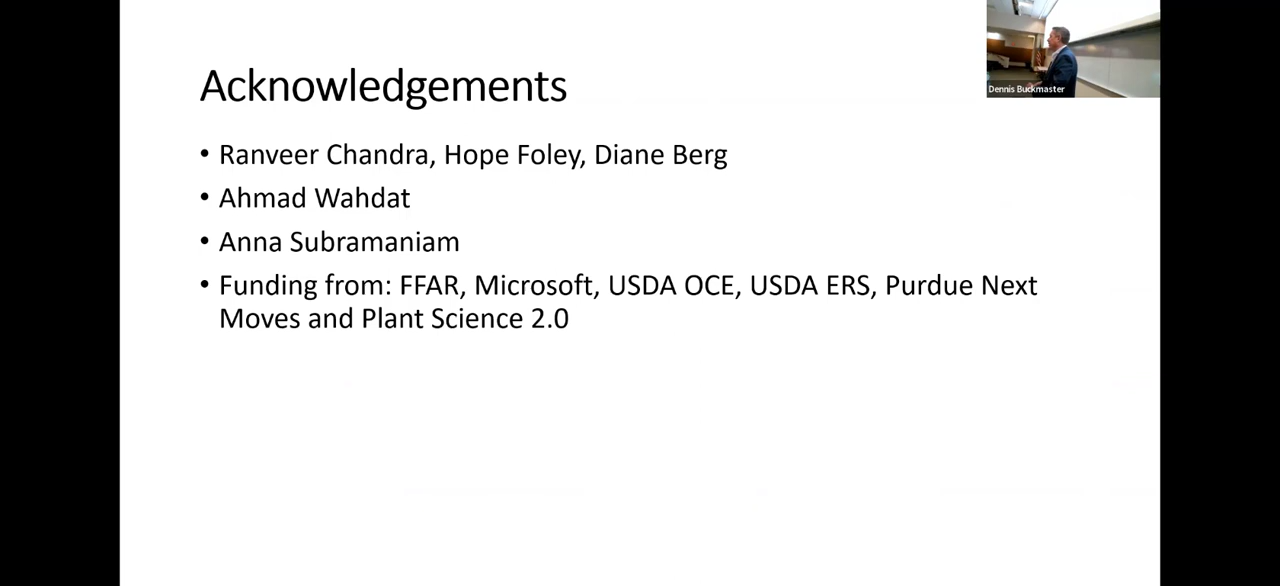 Dennis Buckmaster
Acknowledgements
• Ranveer Chandra, Hope Foley, Diane Berg
• Ahmad Wahdat
• Anna Subramaniam
• Funding from: FFAR, Microsoft, USDA OCE, USDA ERS, Purdue Next
Moves and Plant Science 2.0